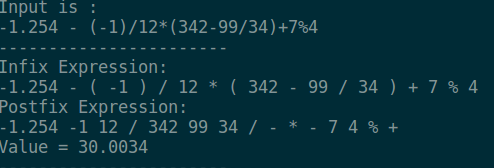 Input is :
-1.254 - (-1)/12*(342-99/34)+7%4
-----------------------
Infix Expression:
-1.254 - ( -1 ) / 12 * ( 342 - 99 / 34 ) + 7 % 4
Postfix Expression:
-1.254 -1 12 / 342 99 34 / - * - 7 4 % +
Value = 30.0034
-----------------------